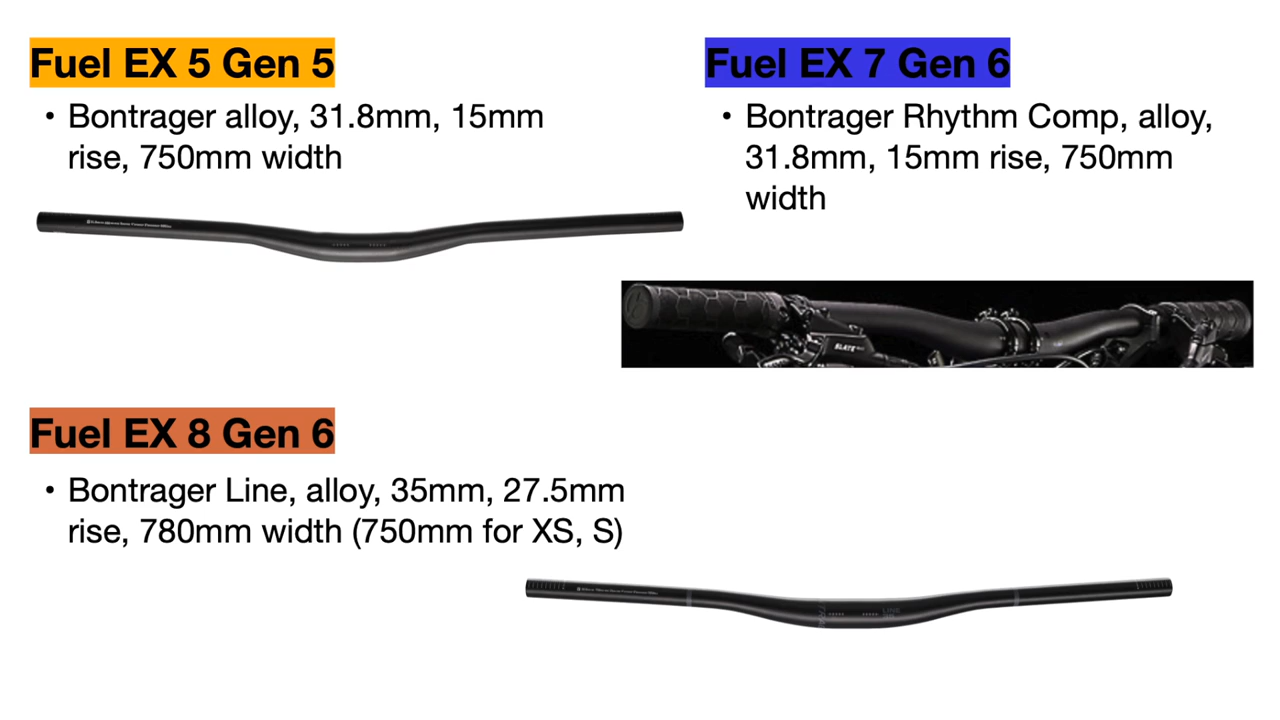 Fuel EX 5 Gen 5
• Bontrager alloy, 31.8mm, 15mm
rise, 750mm width
Fuel EX 7 Gen 6
• Bontrager Rhythm Comp, alloy,
31.8mm, 15mm rise, 750mm
width
SLATE
Fuel EX 8 Gen 6
• Bontrager Line, alloy, 35mm, 27.5mm
rise, 780mm width (750mm for XS, S)
LINE